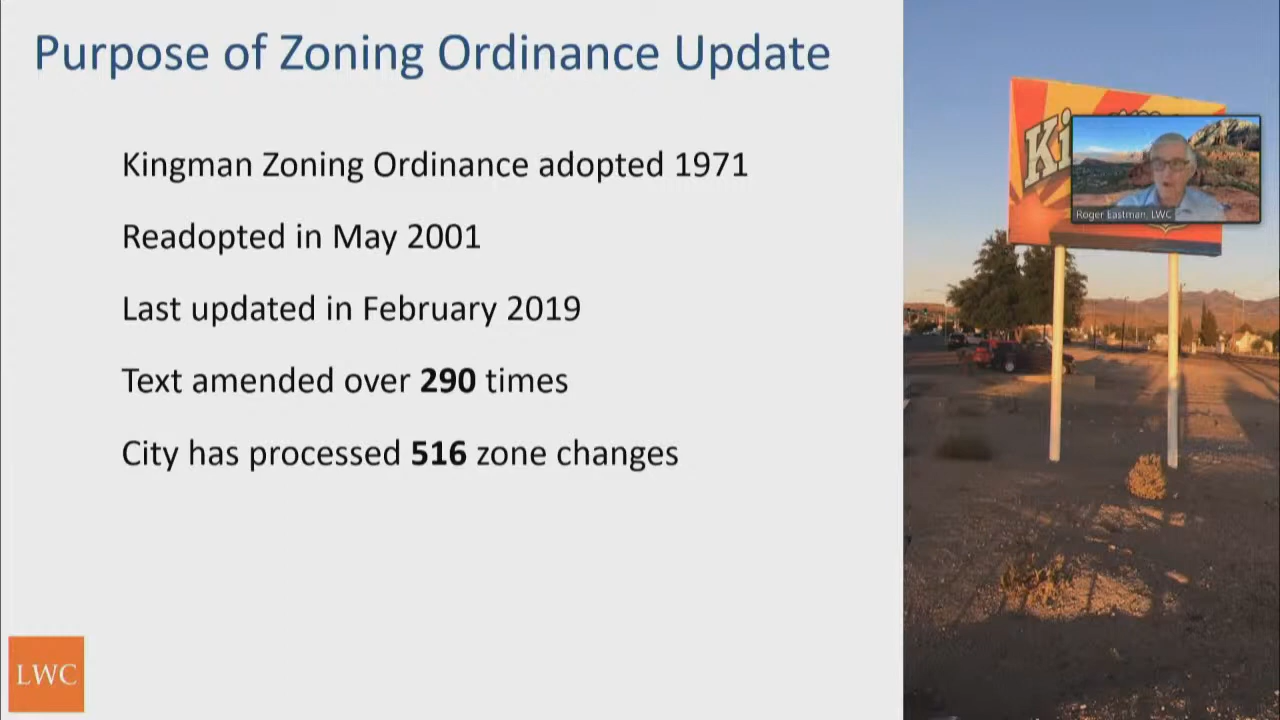 Purpose of Zoning Ordinance Update
Kingman Zoning Ordinance adopted 1971
Readopted in May 2001
Last updated in February 2019
Text amended over 290 times
City has processed 516 zone changes
LWC
Ki
Roger Eastman, LWC